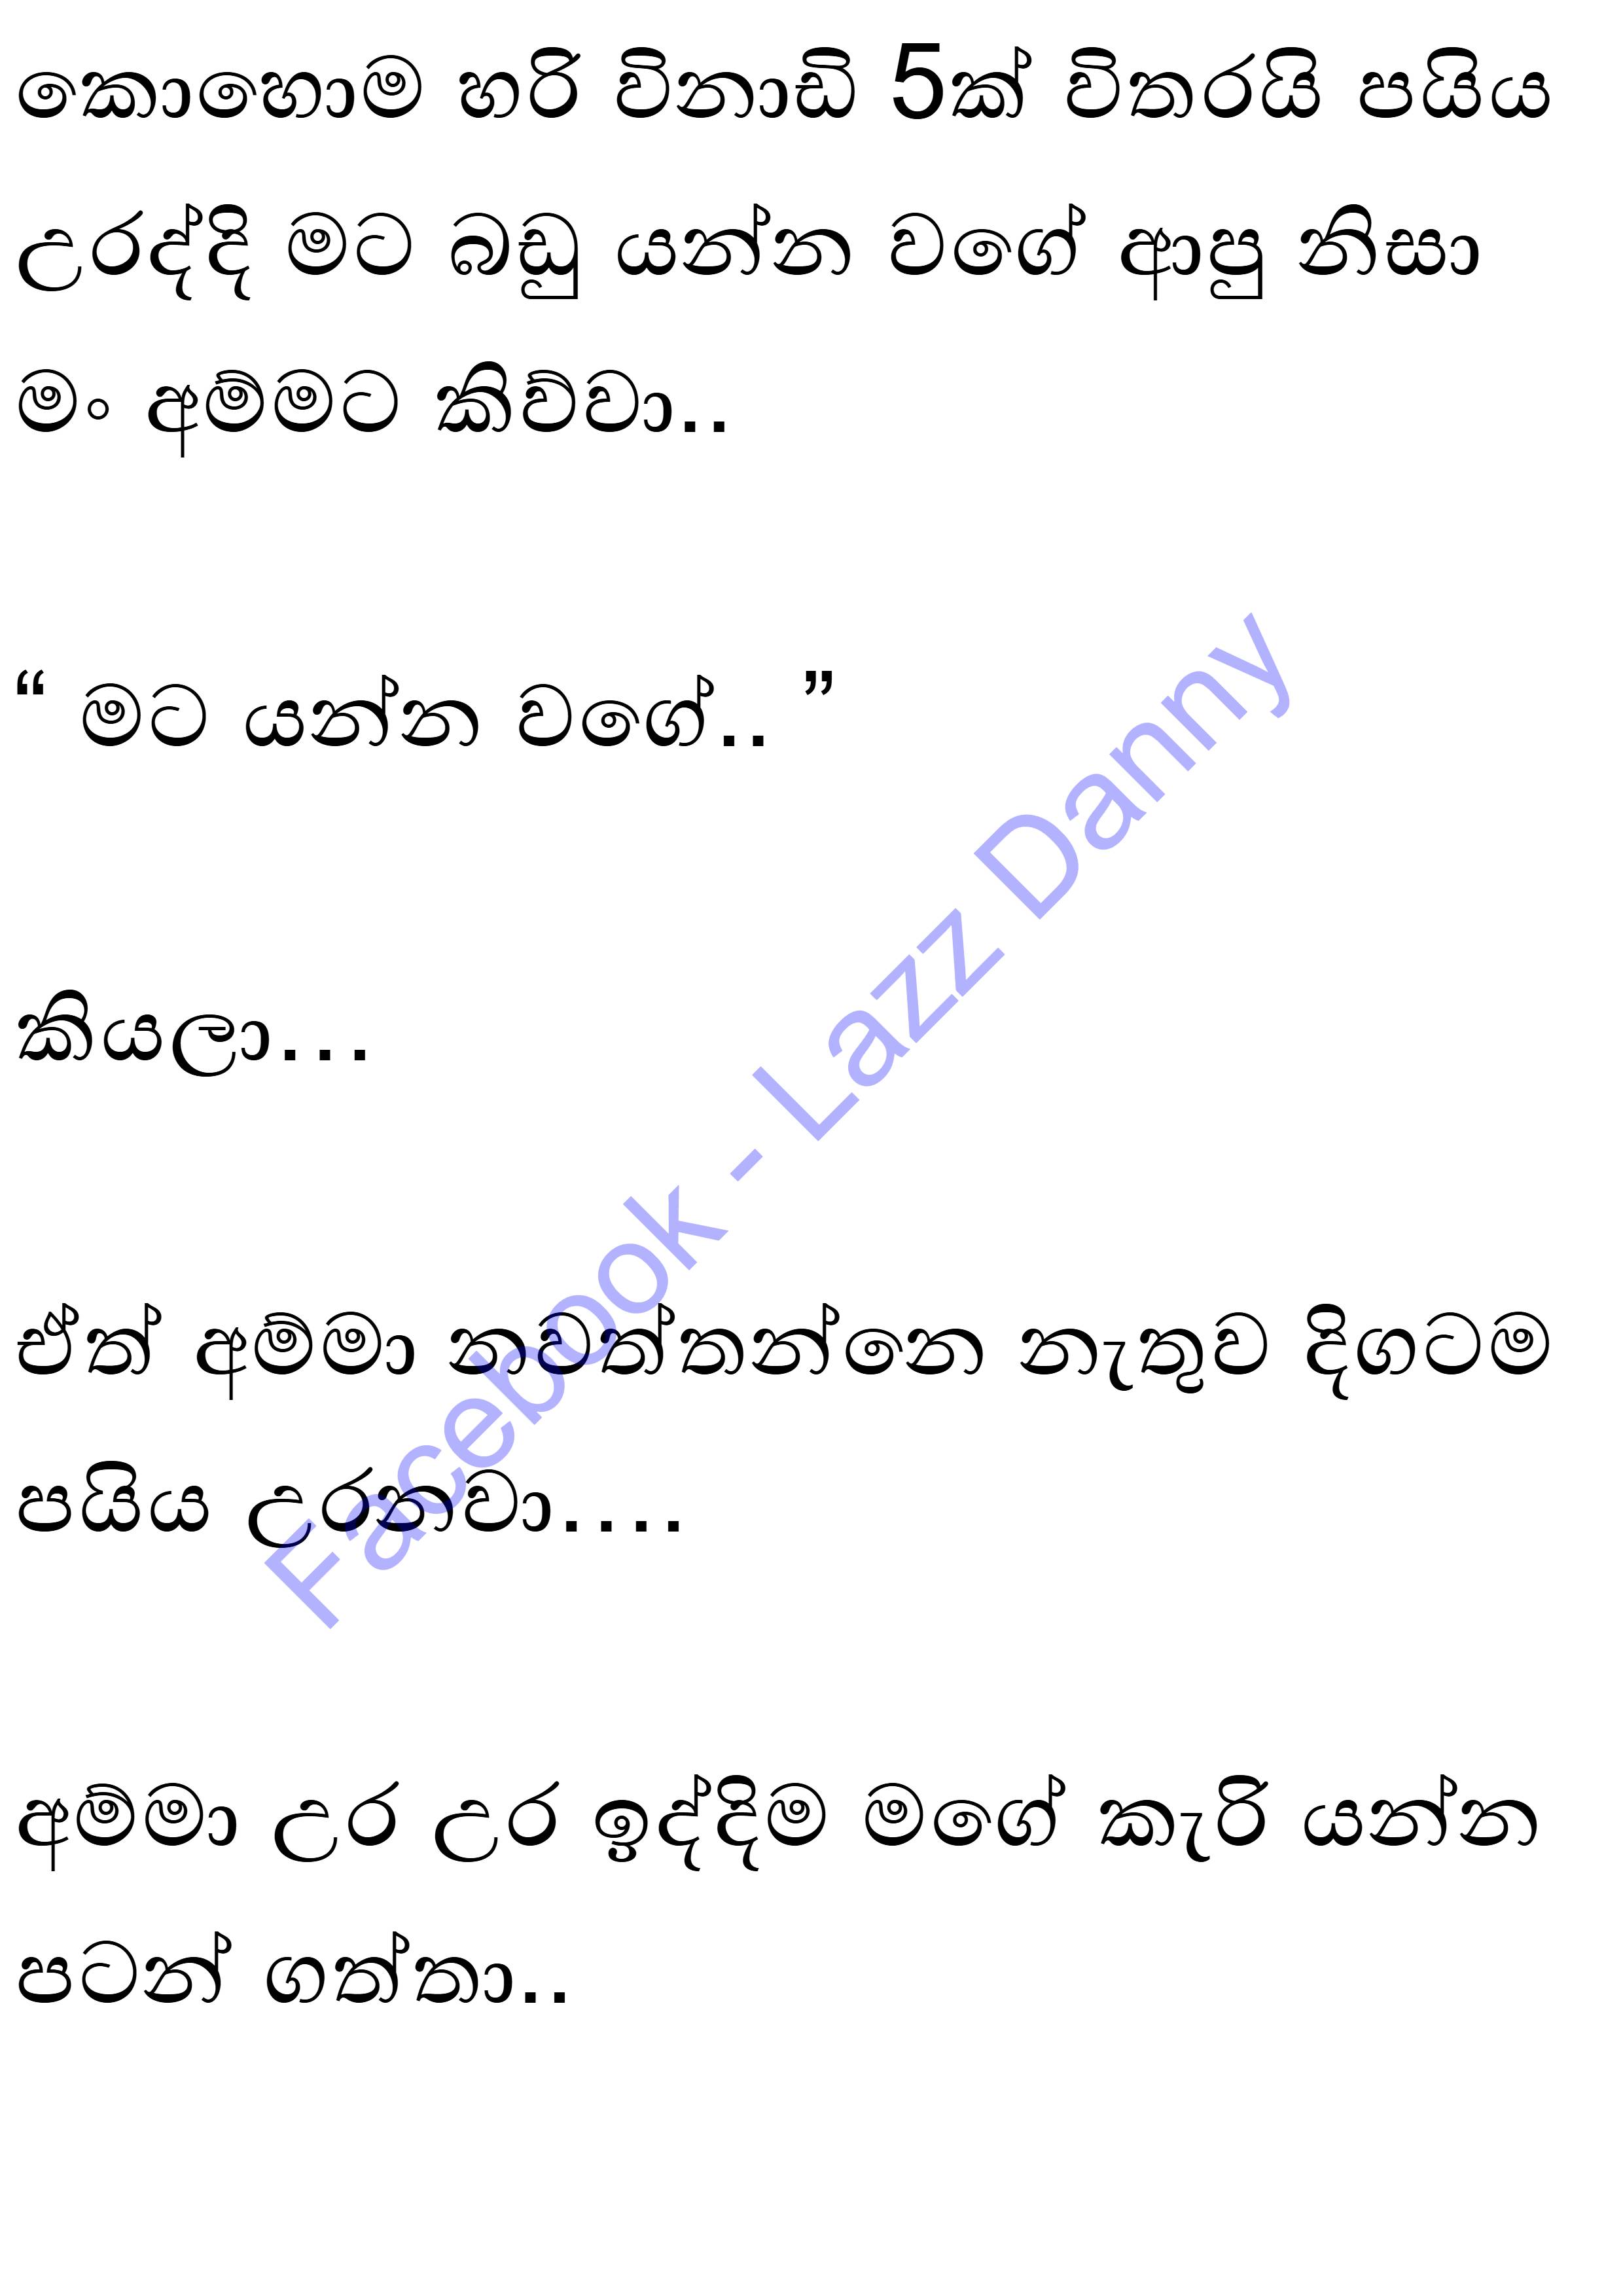 කොහොම හරි විනාඩි 5ක් විතරයි පයිය
උරද්දි මට බඩු යන්න වගේ ආපු නිසා
මං අම්මට කිව්වා..
“ මට යන්න වගේ.. ”
කියලා...
ඒත් අම්මා නවත්තන්නෙ නැතුව දිගටම
පයිය උරනවා....
අම්මා උර උර ඉද්දිම මගේ කැරි යන්න
පටන් ගත්තා..
Facebook - Lazz Danny